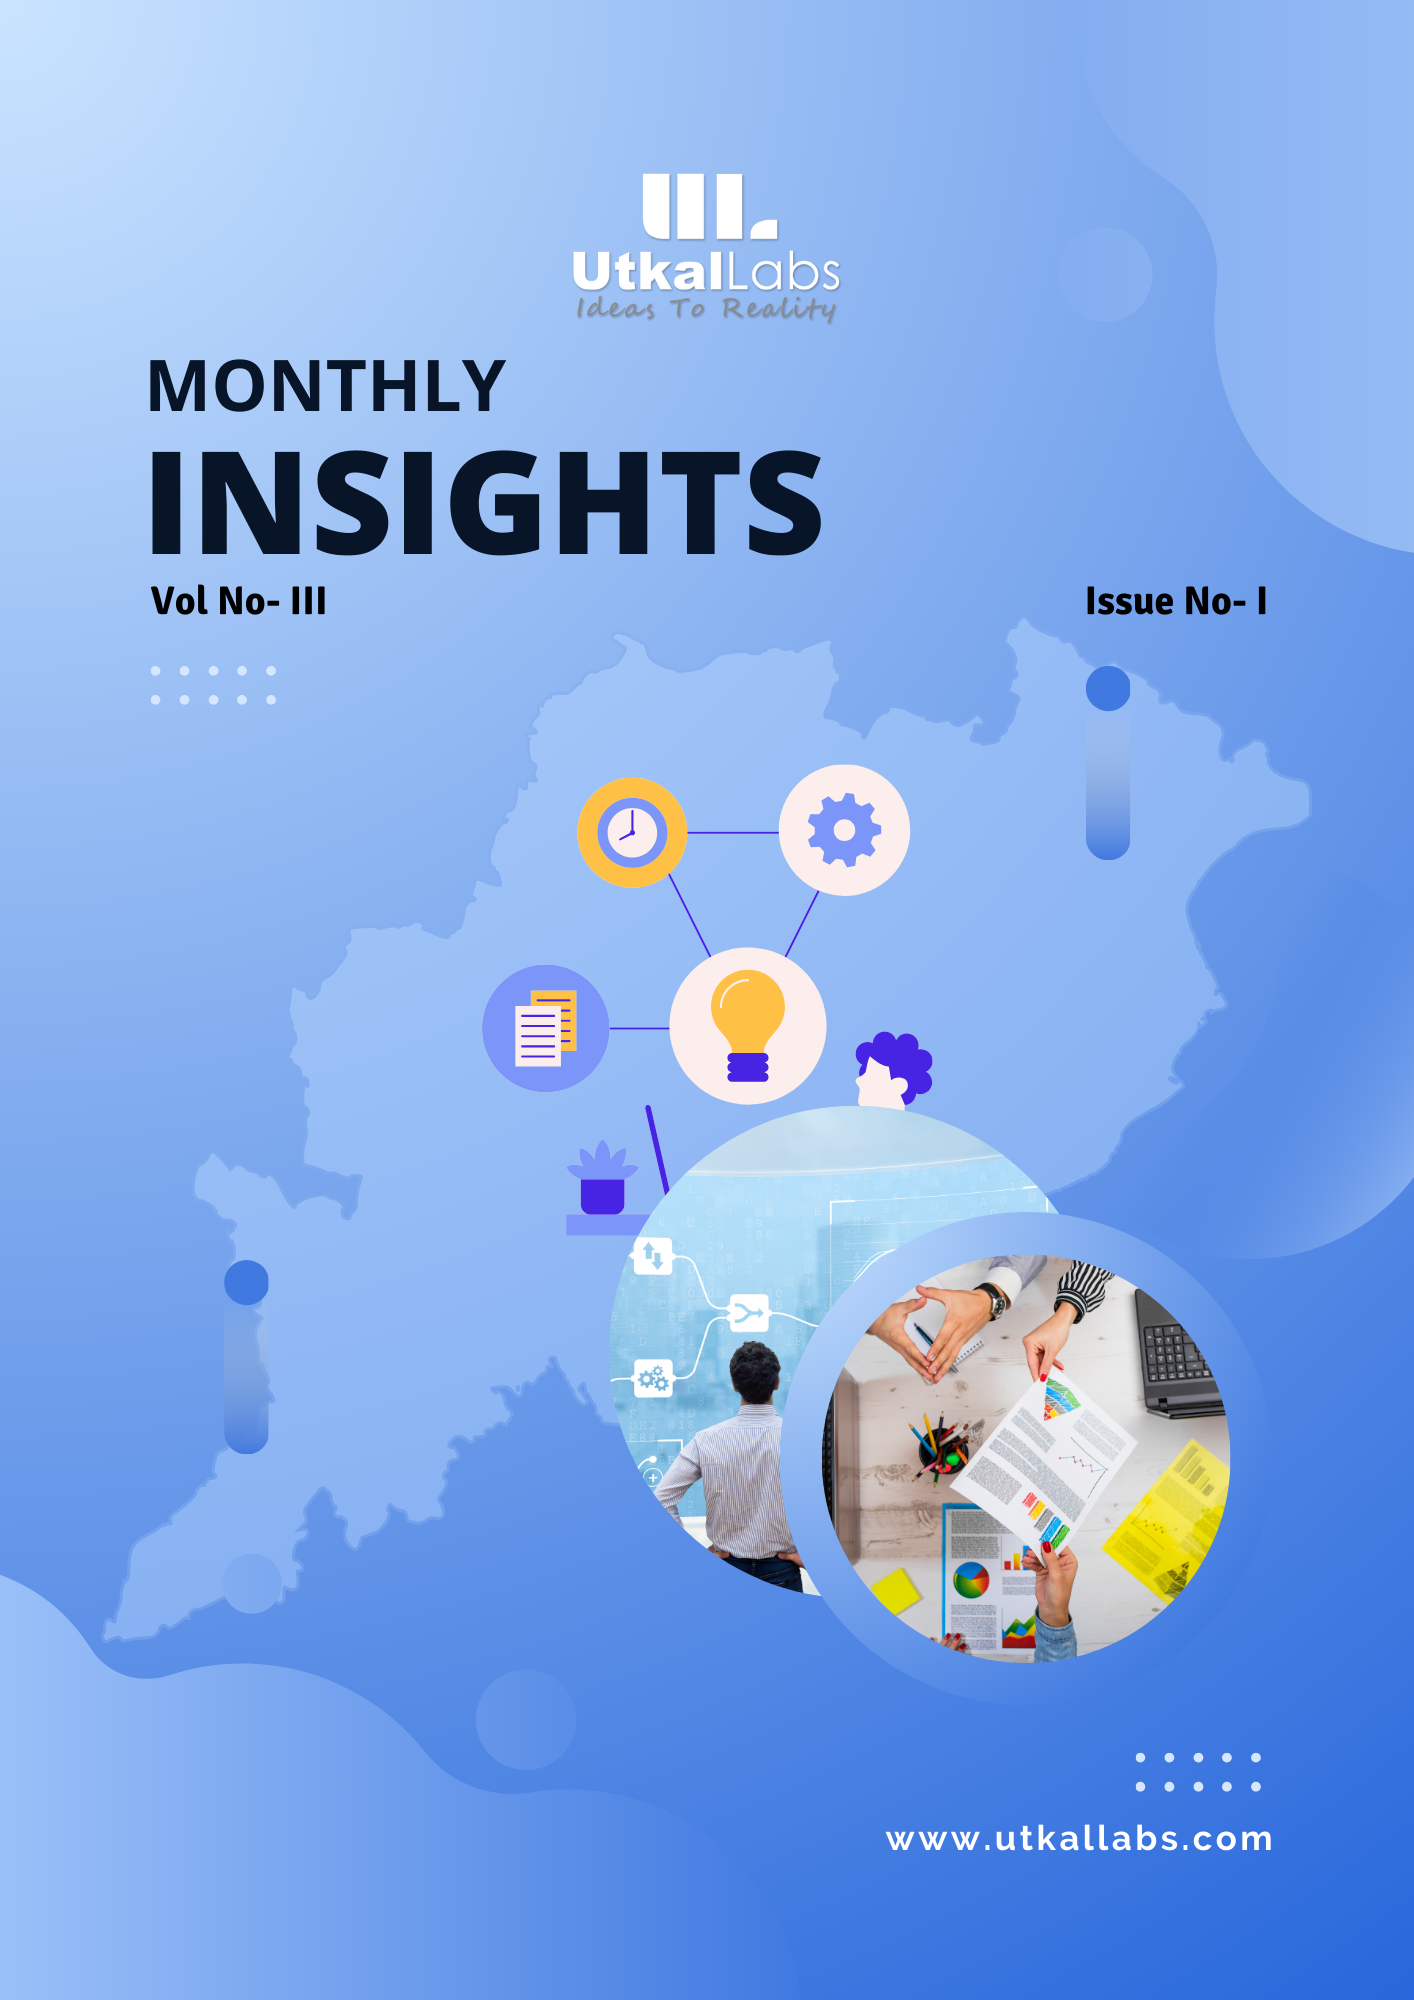 UtkalLabs
Ideas To Reality
MONTHLY
INSIGHTS
Vol No- III
Issue No- I
www.utkallabs.com